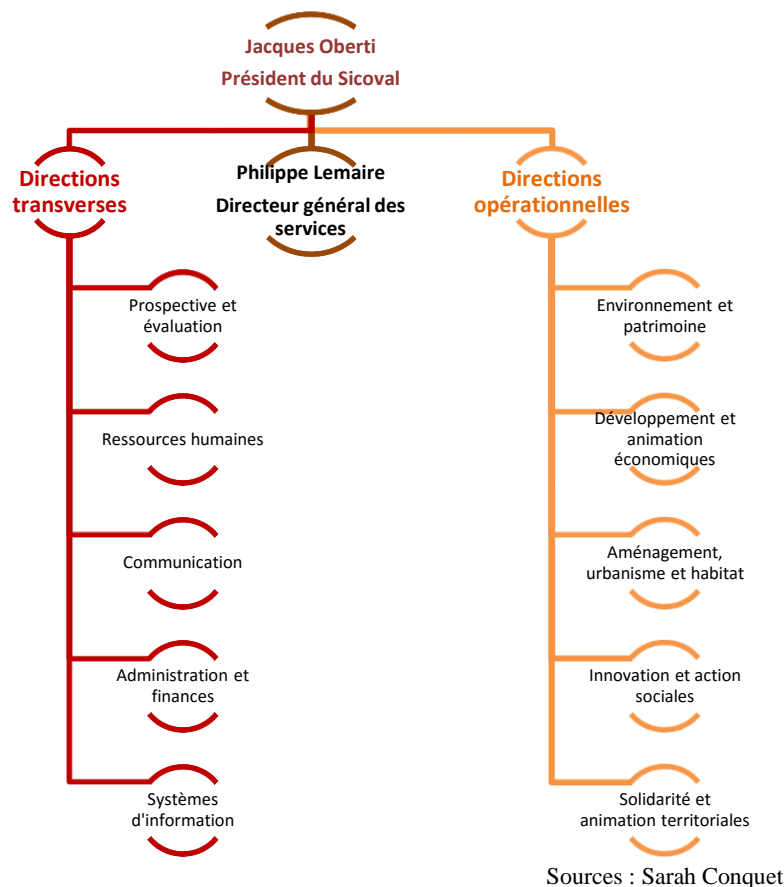 Jacques Oberti
Président du Sicoval
Directions
transverses
Philippe Lemaire
Directeur général des
services
Directions
opérationnelles
Prospective et
évaluation
Ressources humaines
Communication
Administration et
finances
Systèmes
d'information
Environnement et
patrimoine
Développement et
animation
économiques
Aménagement,
urbanisme et habitat
Innovation et action
sociales
Solidarité et
animation territoriales
Sources : Sarah Conquet